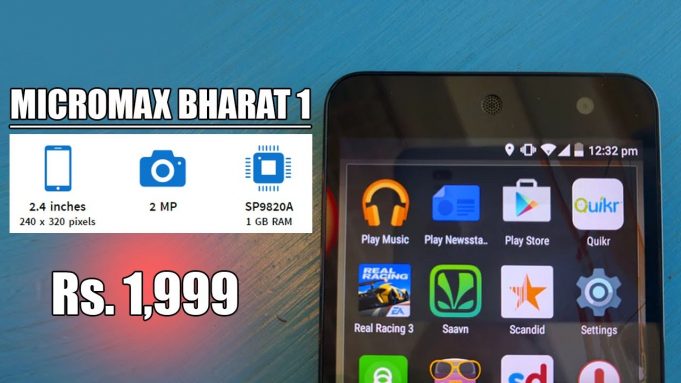 MICROMAX BHARAT 1
2.4 inches
240 x 320 pixels
2 MP
SP9820A
1 GB RAM
Rs. 1,999
12:32 pm
Quikr
Play Music
Play Newssta..
Play Store
Quikr
REAL
RACING
EA
Real Racing 3
Saavn
Scandid
Settings
sd